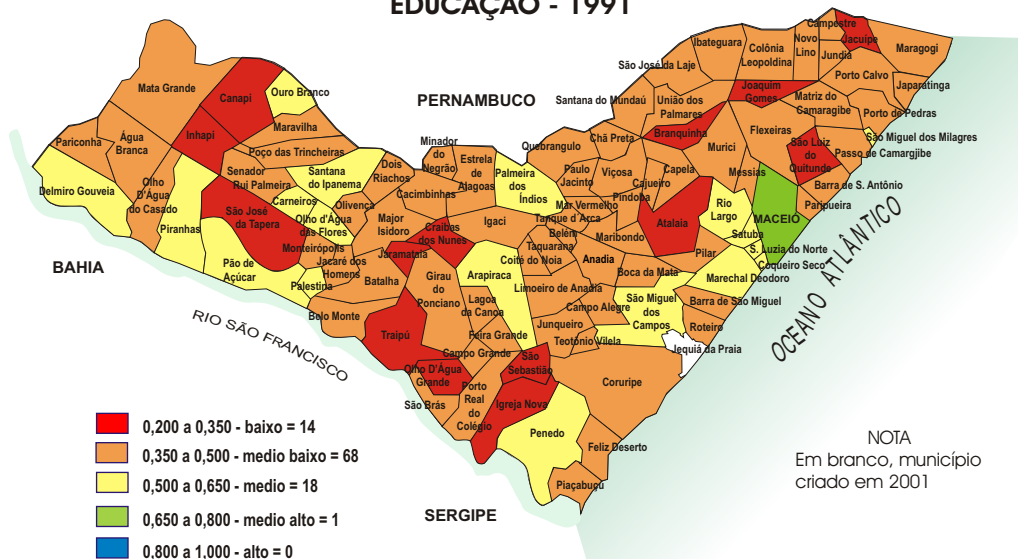 EDUCAÇÃO - 1991
Campestre
Jacuípe
Ibateguara
Colônia
Leopoldina
Novo
Lino
Jundiá
Maragogi
São José da Laje
Porto Calvo
Japaratinga
Mata Grande
Canapi
Ouro Branco
PERNAMBUCO
Santana do Mundaú
União dos
Palmares
Joaquim
Gomes
Matriz do
Camaragibe
Porto de Pedras
Pariconha
Água
Branca
Inhapi
Maravilha
Poço das Trincheiras
Minador
do
Negrão
Estrela
de
Alagoas
Quebrangulo
Chã Preta
Branquinha
Murici
Flexeiras
São Luiz
do
Quitunde
São Miguel dos Milagres
Passo de Camargjibe
Delmiro Gouveia
Olho
D'Água
do Casado
Piranhas
Senador
Rui Palmeira
Carneiros
Santana
do Ipanema
Dois
Riachos
Cacimbinhas
Palmeira
dos
Índios
Paulo
Jacinto
Viçosa
Cajueiro
Capela
Messias
Barra de S. Antônio
Paripueira
São José
da Tapera
Olho d'Água
das Flores
Olivença
Major
Isidoro
Craíbas
dos Nunes
Igaci
Mar Vermelho
Tanque d'Arca
Pindoba
Atalaia
Rio
Largo
MACEIÓ
Satuba
BAHIA
Pão de
Açúcar
Monteirópolis
Jacaré dos
Homens
Palestina
Jaramataia
Batalha
Belém
Taquarana
Coité do Noia
Maribondo
Anadia
Pilar
S. Luzia do Norte
Coqueiro Seco
Marechal Deodoro
OCEANO ATLÂNTICO
Belo Monte
Girau
do
Ponciano
Arapiraca
Lagoa
da Canoa
Limoeiro de Anadia
Boca da Mata
Campo Alegre
São Miguel
dos
Campos
Barra de São Miguel
Roteiro
RIO SÃO FRANCISCO
Traipú
Feira Grande
Junqueiro
Teotônio Vilela
Jequiá da Praia
Campo Grande
Olho D'Água
Grande
São
Sebastião
Coruripe
São Brás
Porto
Real
do
Colégio
Igreja Nova
Penedo
Feliz Deserto
Piaçabuçú
SERGIPE
0,200 a 0,350 - baixo = 14
0,350 a 0,500 - medio baixo = 68
0,500 a 0,650 - medio = 18
0,650 a 0,800 - medio alto = 1
0,800 a 1,000 - alto = 0
NOTA
Em branco, município
criado em 2001